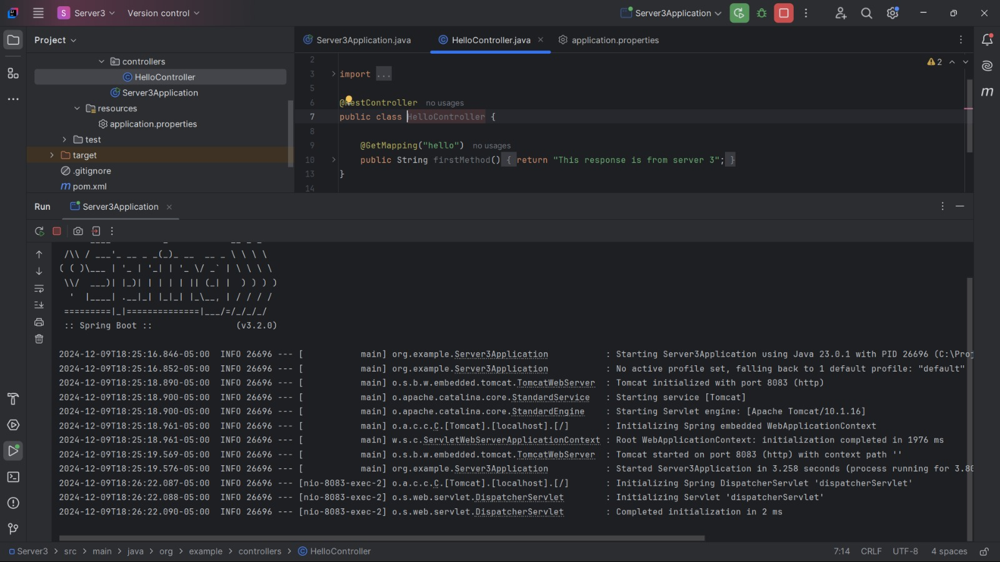 S Server3 Version control Server3Application
Project Server3Application.java HelloController.java application.properties
controllers
HelloController
Server3Application
resources
application.properties
test
target
.gitignore
m pom.xml
2
3 import ...
5
6 @RestController no usages
7 public class HelloController {
8
9 @GetMapping("hello") no usages
10 public String firstMethod() { return "This response is from server 3"; }
13 }
14
2
m
Run Server3Application
/\\ / ___'_ __ _ _(_)_ __ __ _ \ \ \ \
( ( )\___ | '_ | '_| | '_ \/ _` | \ \ \ \
\\/ ___)| |_)| | | | | || (_| | ) ) ) )
' |____| .__|_| |_|_| |_\__, | / / / /
=========|_|==============|___/=/_/_/_/
:: Spring Boot :: (v3.2.0)
2024-12-09T18:25:16.846-05:00 INFO 26696 --- [ main] org.example.Server3Application : Starting Server3Application using Java 23.0.1 with PID 26696 (C:\Proj
2024-12-09T18:25:16.852-05:00 INFO 26696 --- [ main] org.example.Server3Application : No active profile set, falling back to 1 default profile: "default"
2024-12-09T18:25:18.890-05:00 INFO 26696 --- [ main] o.s.b.w.embedded.tomcat.TomcatWebServer : Tomcat initialized with port 8083 (http)
2024-12-09T18:25:18.900-05:00 INFO 26696 --- [ main] o.apache.catalina.core.StandardService : Starting service [Tomcat]
2024-12-09T18:25:18.900-05:00 INFO 26696 --- [ main] o.apache.catalina.core.StandardEngine : Starting Servlet engine: [Apache Tomcat/10.1.16]
2024-12-09T18:25:18.961-05:00 INFO 26696 --- [ main] o.a.c.c.C.[Tomcat].[localhost].[/] : Initializing Spring embedded WebApplicationContext
2024-12-09T18:25:18.961-05:00 INFO 26696 --- [ main] w.s.c.ServletWebServerApplicationContext : Root WebApplicationContext: initialization completed in 1976 ms
2024-12-09T18:25:19.569-05:00 INFO 26696 --- [ main] o.s.b.w.embedded.tomcat.TomcatWebServer : Tomcat started on port 8083 (http) with context path ''
2024-12-09T18:25:19.576-05:00 INFO 26696 --- [ main] org.example.Server3Application : Started Server3Application in 3.258 seconds (process running for 3.80
2024-12-09T18:26:22.087-05:00 INFO 26696 --- [nio-8083-exec-2] o.a.c.c.C.[Tomcat].[localhost].[/] : Initializing Spring DispatcherServlet 'dispatcherServlet'
2024-12-09T18:26:22.088-05:00 INFO 26696 --- [nio-8083-exec-2] o.s.web.servlet.DispatcherServlet : Initializing Servlet 'dispatcherServlet'
2024-12-09T18:26:22.090-05:00 INFO 26696 --- [nio-8083-exec-2] o.s.web.servlet.DispatcherServlet : Completed initialization in 2 ms
Server3 > src > main > java > org > example > controllers > HelloController 7:14 CRLF UTF-8 4 spaces